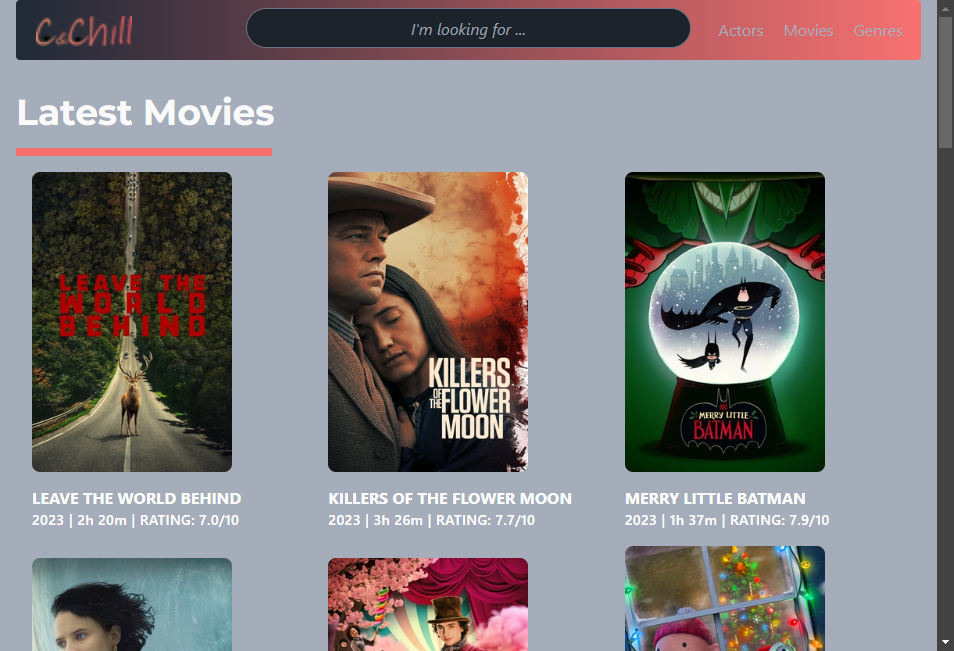 C&Chill
I'm looking for ...
Actors
Movies
Genres
Latest Movies
LEAVE THE
WORLD
BEHIND
KILLERS
OF THE FLOWER
MOON
DC
MERRY LITTLE
BATMAN
LEAVE THE WORLD BEHIND
2023 | 2h 20m | RATING: 7.0/10
KILLERS OF THE FLOWER MOON
2023 | 3h 26m | RATING: 7.7/10
MERRY LITTLE BATMAN
2023 | 1h 37m | RATING: 7.9/10